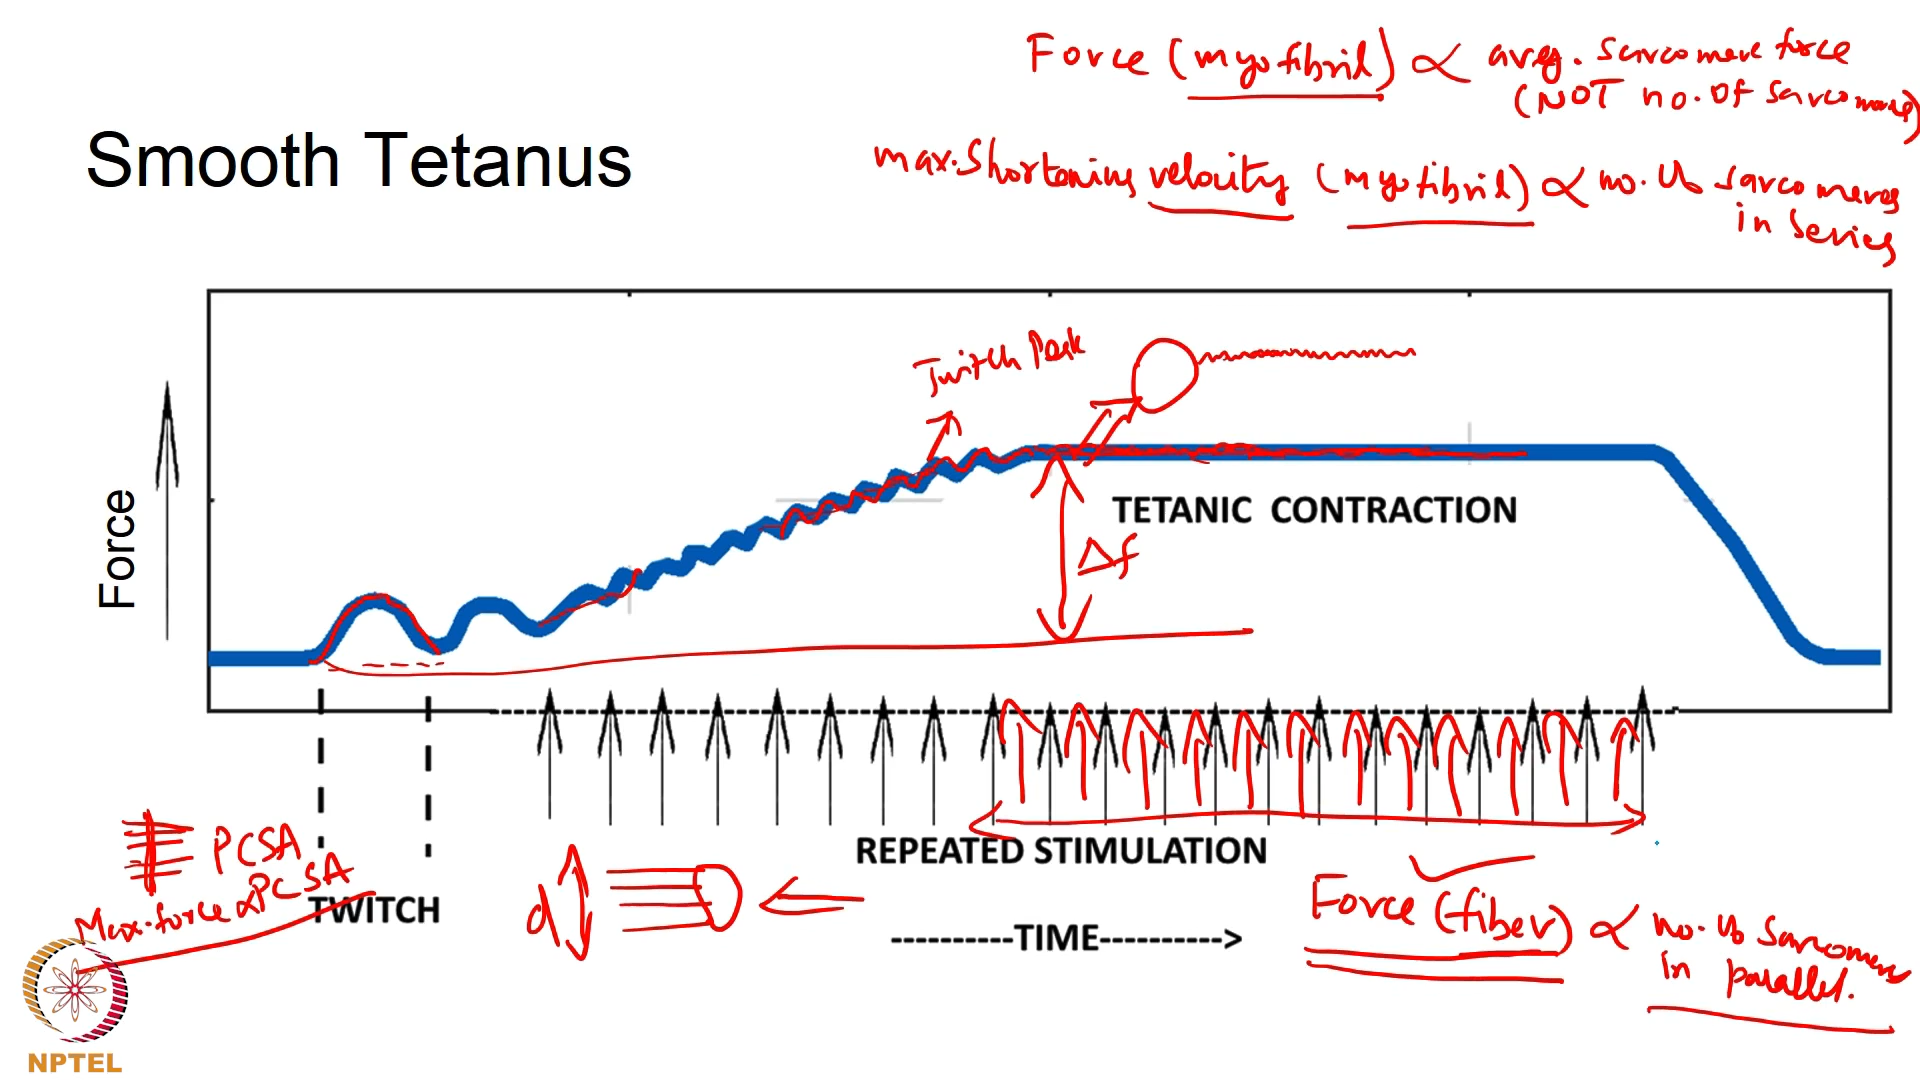 Force (myofibril) ∝ avg. sarcomere force
(NOT no. of sarcomere)
Smooth Tetanus
max. shortening velocity (myofibril) ∝ no. of sarcomeres
in series
Twitch Peak
Force
TETANIC CONTRACTION
Δf
REPEATED STIMULATION
PCSA
Max. force ∝ PCSA
TWITCH
d
----------TIME---------->
Force (fiber) ∝ no. of sarcomeres
in parallel.
NPTEL